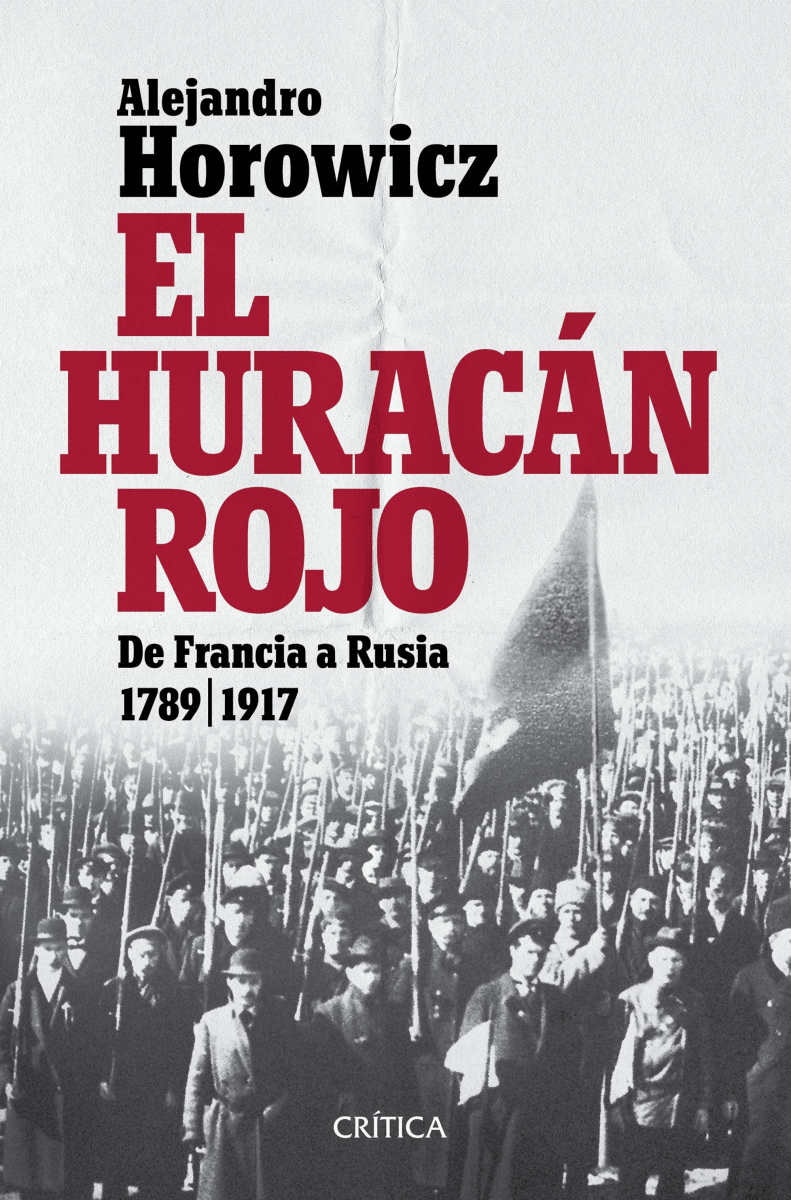 Alejandro
Horowicz
EL
HURACÁN
ROJO
De Francia a Rusia
1789|1917
CRÍTICA